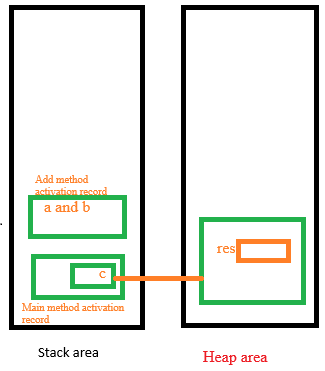 Add method
activation record
a and b
res
c
Main method activation
record
Stack area
Heap area